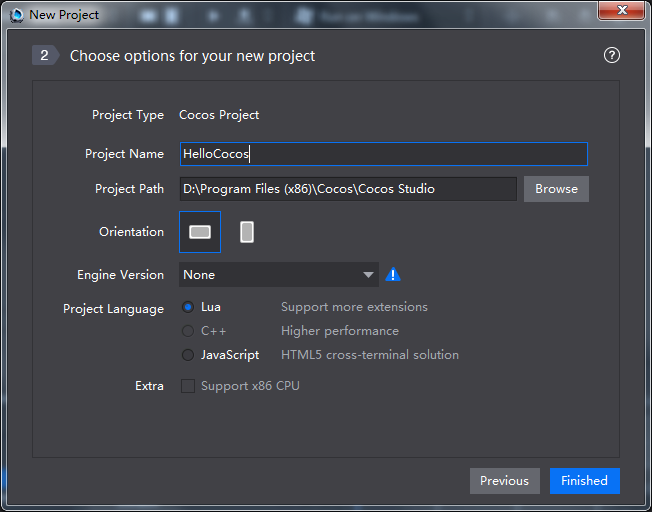 New Project
2 Choose options for your new project ?
Project Type Cocos Project
Project Name HelloCocos
Project Path D:\Program Files (x86)\Cocos\Cocos Studio Browse
Orientation
Engine Version None
Project Language Lua Support more extensions
C++ Higher performance
JavaScript HTML5 cross-terminal solution
Extra Support x86 CPU
Previous Finished